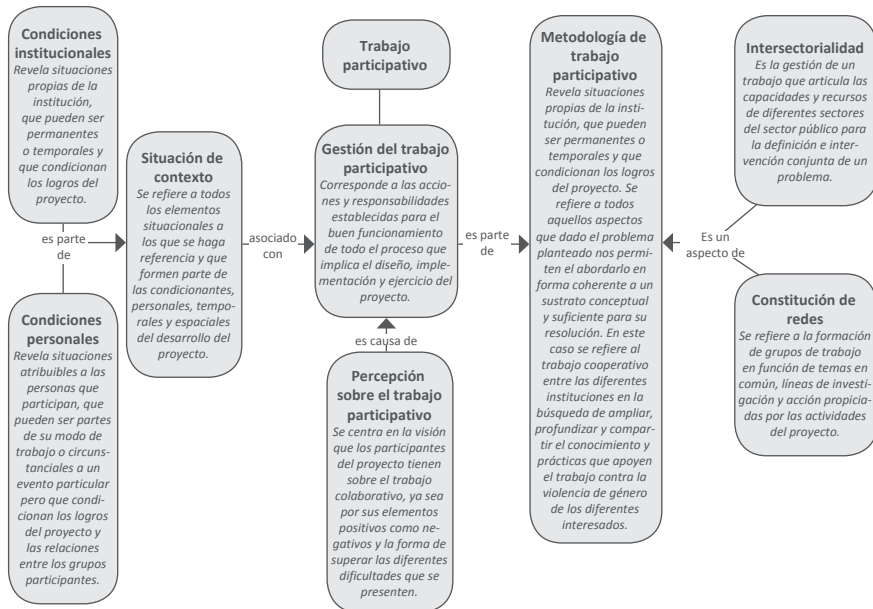 Condiciones
institucionales
Revela situaciones
propias de la
institución,
que pueden ser
permanentes
o temporales y
que condicionan
los logros del
proyecto.
es parte
de
Condiciones
personales
Revela situaciones
atribuibles a las
personas que
participan, que
pueden ser partes
de su modo de
trabajo o circuns-
tanciales a un
evento particular
pero que condi-
cionan los logros
del proyecto y
las relaciones
entre los grupos
participantes.
Situación de
contexto
Se refiere a todos
los elementos
situacionales a
los que se haga
referencia y que
formen parte de
las condicionantes,
personales, tempo-
rales y espaciales
del desarrollo del
proyecto.
asociado
con
Trabajo
participativo
Gestión del trabajo
participativo
Corresponde a las accio-
nes y responsabilidades
establecidas para el
buen funcionamiento
de todo el proceso que
implica el diseño, imple-
mentación y ejercicio del
proyecto.
es causa de
Percepción
sobre el trabajo
participativo
Se centra en la visión
que los participantes
del proyecto tienen
sobre el trabajo
colaborativo, ya sea
por sus elementos
positivos como ne-
gativos y la forma de
superar las diferentes
dificultades que se
presenten.
es parte
de
Metodología de
trabajo
participativo
Revela situaciones
propias de la insti-
tución, que pueden
ser permanentes o
temporales y que
condicionan los logros
del proyecto. Se
refiere a todos
aquellos aspectos
que dado el problema
planteado nos permi-
ten el abordarlo en
forma coherente a un
sustrato conceptual
y suficiente para su
resolución. En este
caso se refiere al
trabajo cooperativo
entre las diferentes
instituciones en la
búsqueda de ampliar,
profundizar y compar-
tir el conocimiento y
prácticas que apoyen
el trabajo contra la
violencia de género
de los diferentes
interesados.
Es un
aspecto de
Intersectorialidad
Es la gestión de un
trabajo que articula las
capacidades y recursos
de diferentes sectores
del sector público para
la definición e inter-
vención conjunta de un
problema.
Constitución de
redes
Se refiere a la formación
de grupos de trabajo
en función de temas en
común, líneas de investi-
gación y acción propicia-
das por las actividades
del proyecto.